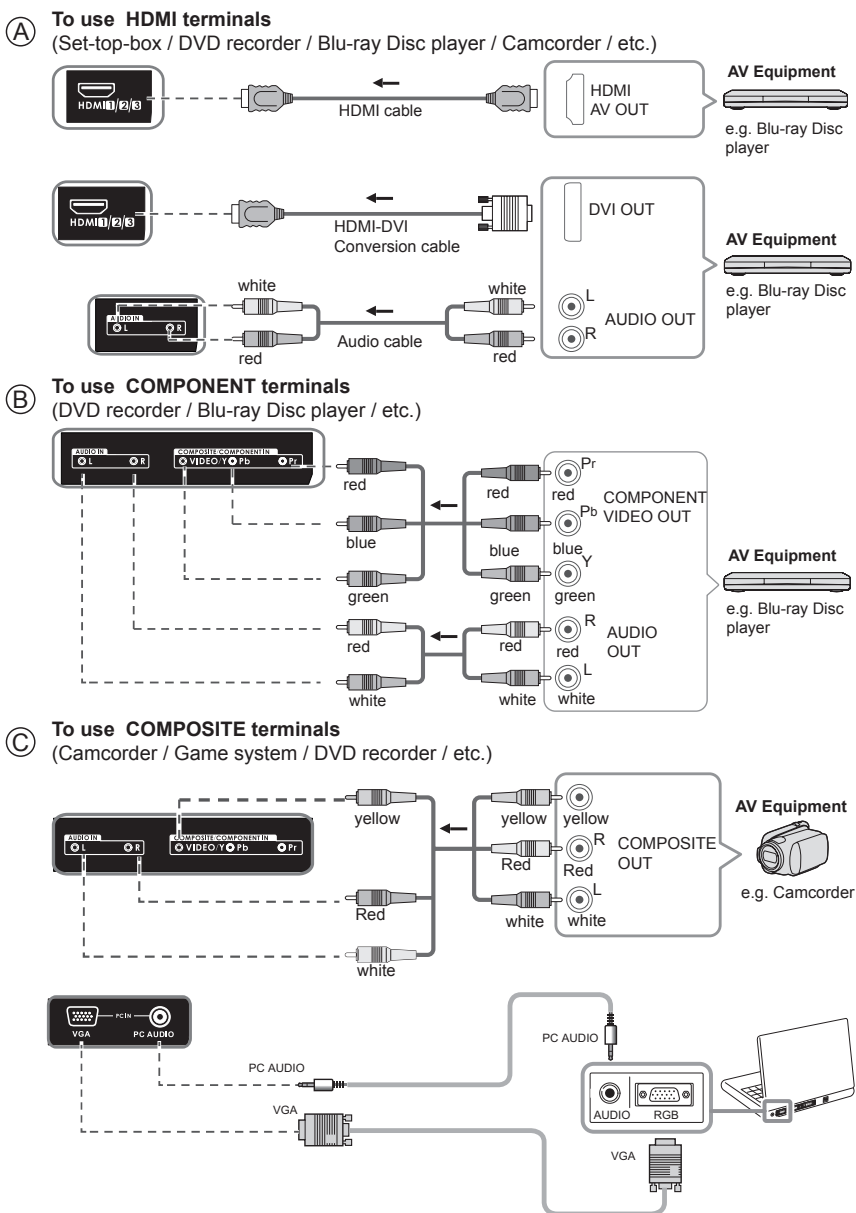 A To use HDMI terminals
(Set-top-box / DVD recorder / Blu-ray Disc player / Camcorder / etc.)
HDMI 1/2/3
HDMI cable
HDMI
AV OUT
AV Equipment
e.g. Blu-ray Disc
player
HDMI 1/2/3
HDMI-DVI
Conversion cable
DVI OUT
AV Equipment
e.g. Blu-ray Disc
player
white
white
AUDIO IN
L R
Audio cable
L
R
AUDIO OUT
red
red
B To use COMPONENT terminals
(DVD recorder / Blu-ray Disc player / etc.)
AUDIO IN COMPOSITE/COMPONENT IN
L R VIDEO/Y Pb Pr
red
red
red
Pr
COMPONENT
VIDEO OUT
Pb
blue
blue
blue
Y
green
green
green
AV Equipment
e.g. Blu-ray Disc
player
red
red
red
R
AUDIO
OUT
L
white
white
white
C To use COMPOSITE terminals
(Camcorder / Game system / DVD recorder / etc.)
yellow
yellow
yellow
AV Equipment
AUDIO IN COMPOSITE/COMPONENT IN
L R VIDEO/Y Pb Pr
R
COMPOSITE
OUT
Red
Red
Red
L
white
white
white
e.g. Camcorder
PC IN
VGA PC AUDIO
PC AUDIO
PC AUDIO
VGA
AUDIO RGB
VGA